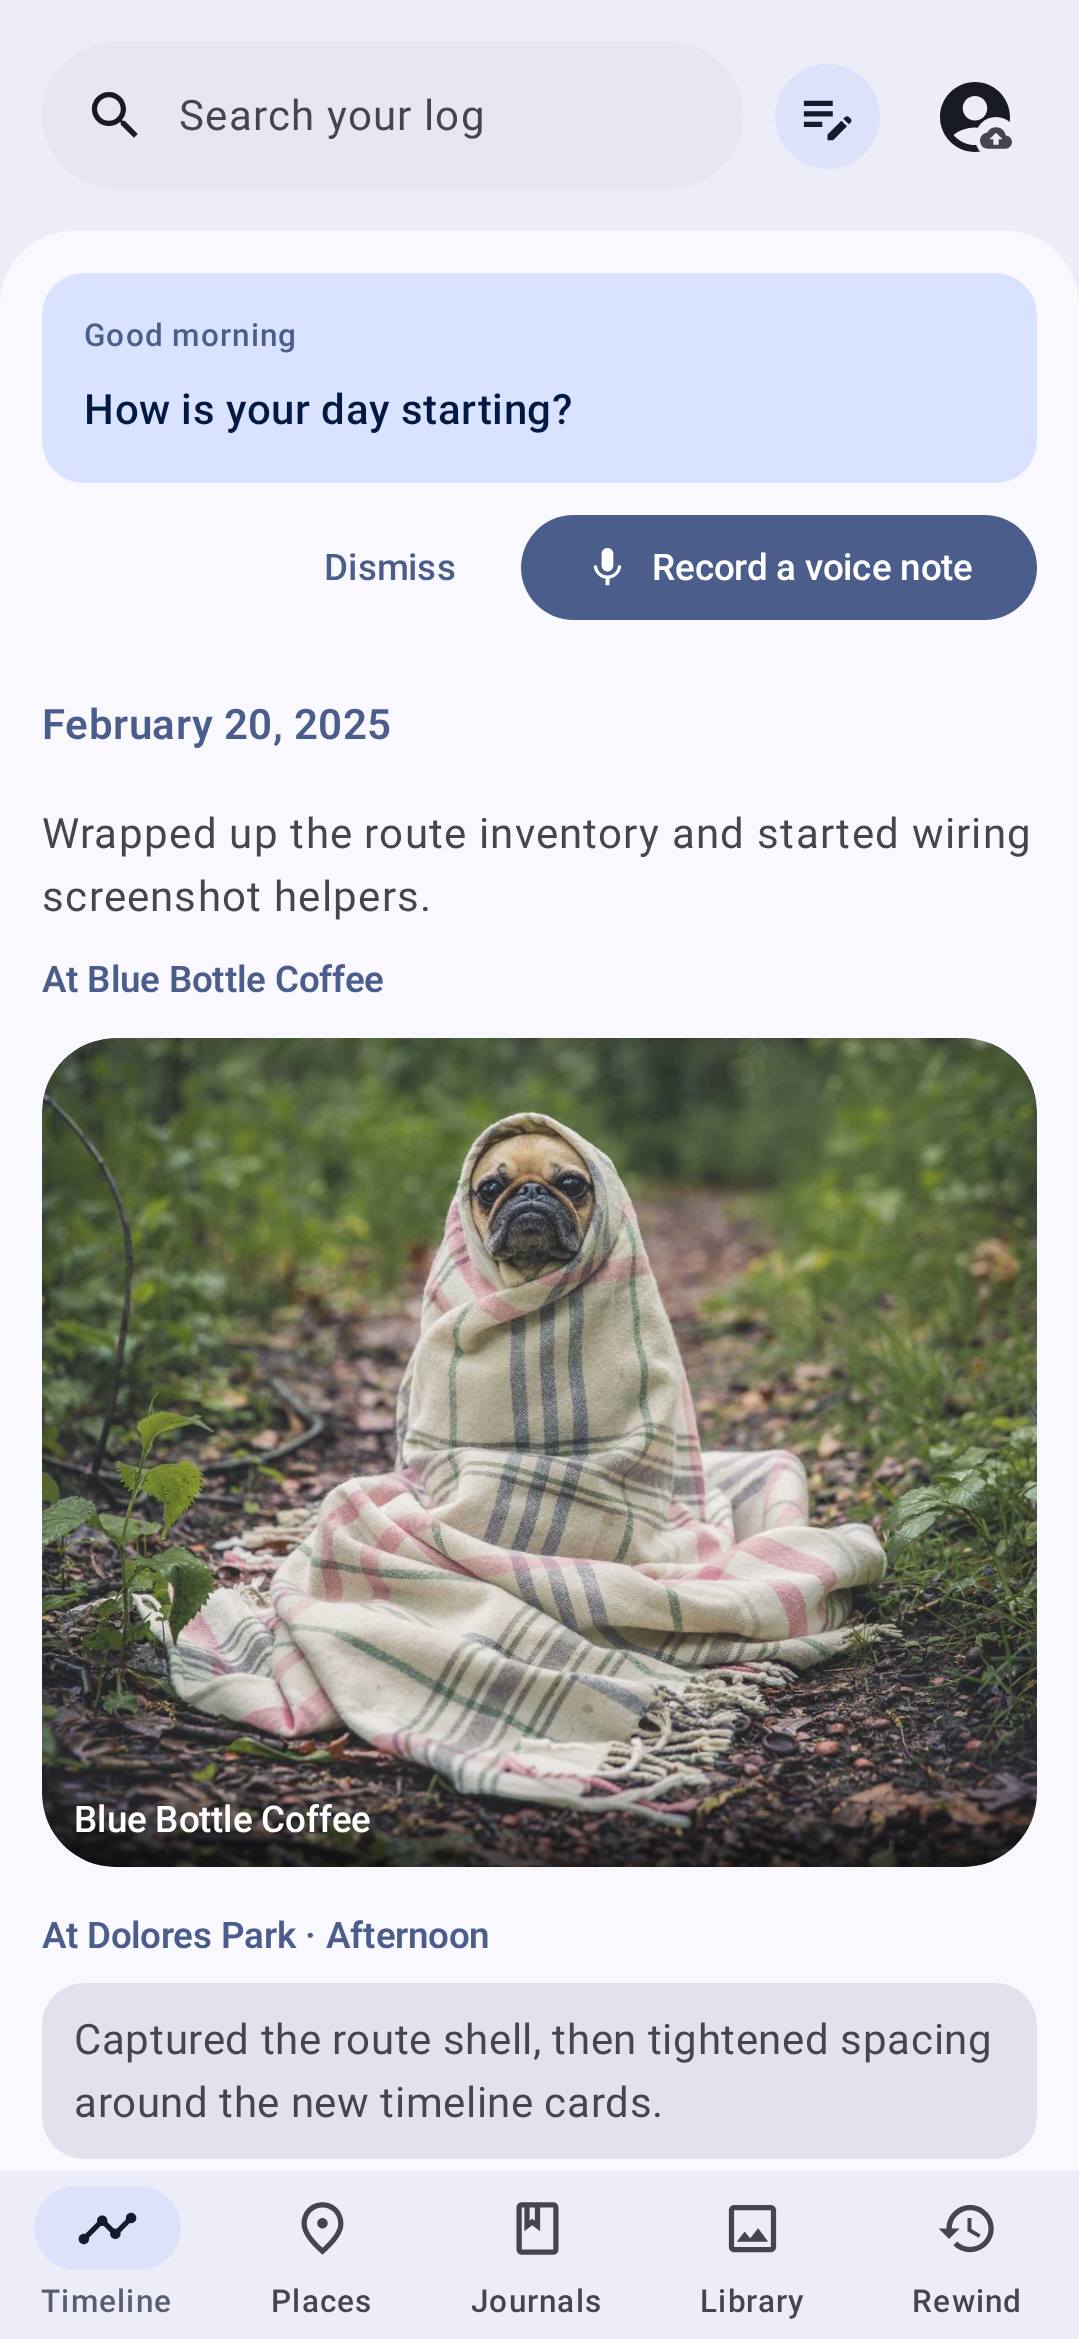 Search your log
Good morning
How is your day starting?
Dismiss
Record a voice note
February 20, 2025
Wrapped up the route inventory and started wiring
screenshot helpers.
At Blue Bottle Coffee
Blue Bottle Coffee
At Dolores Park · Afternoon
Captured the route shell, then tightened spacing
around the new timeline cards.
Timeline
Places
Journals
Library
Rewind